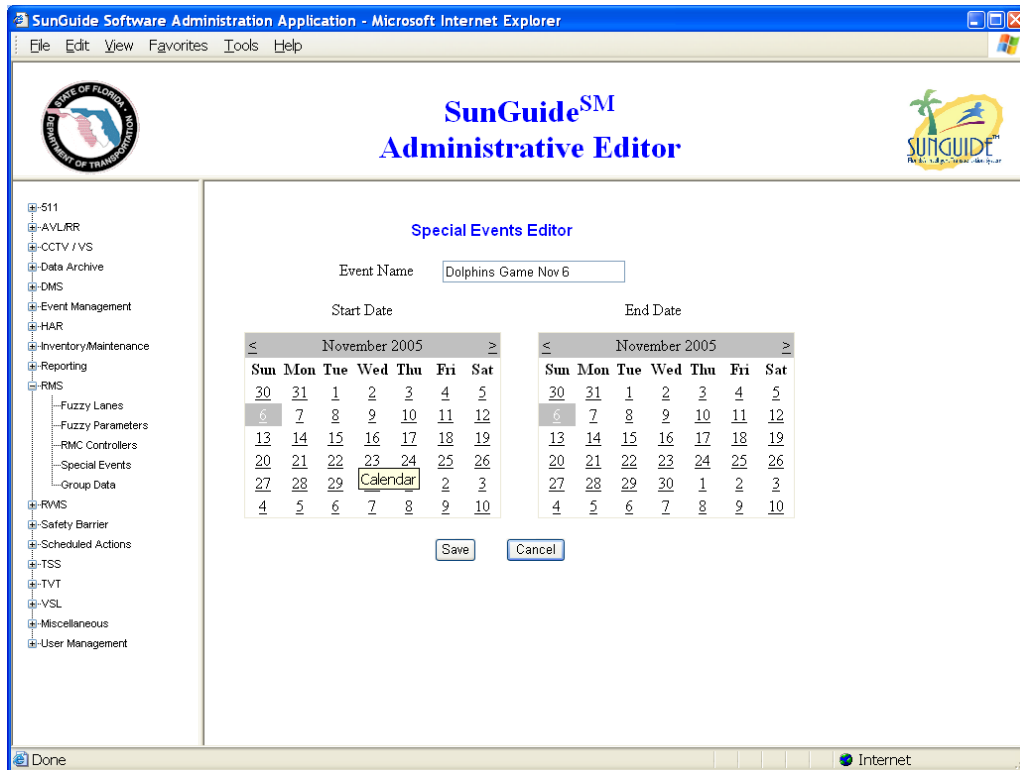 SunGuide Software Administration Application - Microsoft Internet Explorer
File Edit View Favorites Tools Help
STATE OF FLORIDA
DEPARTMENT OF TRANSPORTATION
SunGuideSM
Administrative Editor
SUNGUIDE™
511
AVL/RR
CCTV / VS
Data Archive
DMS
Event Management
HAR
Inventory/Maintenance
Reporting
RMS
Fuzzy Lanes
Fuzzy Parameters
RMC Controllers
Special Events
Group Data
RWIS
Safety Barrier
Scheduled Actions
TSS
TVT
VSL
Miscellaneous
User Management
Special Events Editor
Event Name Dolphins Game Nov 6
Start Date
< November 2005 >
Sun Mon Tue Wed Thu Fri Sat
30 31 1 2 3 4 5
6 7 8 9 10 11 12
13 14 15 16 17 18 19
20 21 22 23 24 25 26
27 28 29 2 3
Calendar
4 5 6 7 8 9 10
End Date
< November 2005 >
Sun Mon Tue Wed Thu Fri Sat
30 31 1 2 3 4 5
6 7 8 9 10 11 12
13 14 15 16 17 18 19
20 21 22 23 24 25 26
27 28 29 30 1 2 3
4 5 6 7 8 9 10
Save Cancel
Done Internet